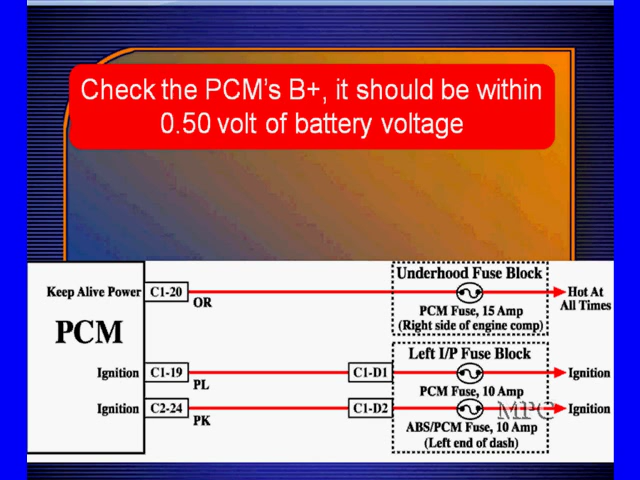 Check the PCM's B+, it should be within
0.50 volt of battery voltage
Underhood Fuse Block
Keep Alive Power C1-20 OR Hot At
All Times
PCM Fuse, 15 Amp
(Right side of engine comp)
PCM
Left I/P Fuse Block
Ignition C1-19 PL C1-D1 Ignition
PCM Fuse, 10 Amp
Ignition C2-24 PK C1-D2 MPC Ignition
ABS/PCM Fuse, 10 Amp
(Left end of dash)